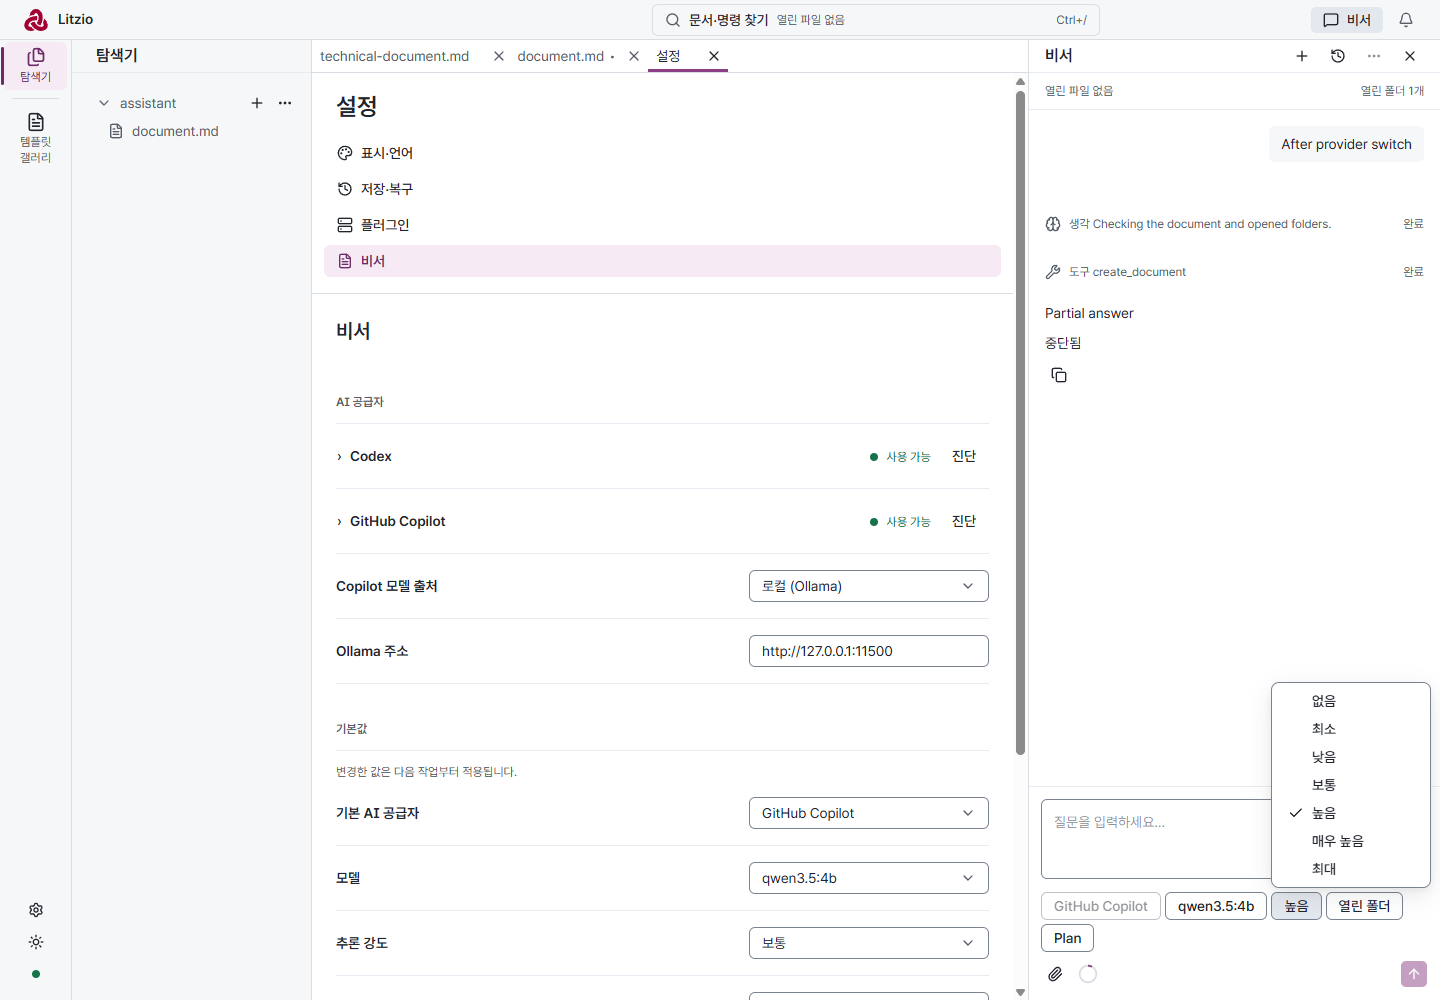 Litzio
문서·명령 찾기 열린 파일 없음 Ctrl+/
비서
탐색기
템플릿
갤러리
탐색기
assistant
document.md
technical-document.md
document.md •
설정
설정
표시·언어
저장·복구
플러그인
비서
비서
AI 공급자
Codex 사용 가능 진단
GitHub Copilot 사용 가능 진단
Copilot 모델 출처 로컬 (Ollama)
Ollama 주소 http://127.0.0.1:11500
기본값
변경한 값은 다음 작업부터 적용됩니다.
기본 AI 공급자 GitHub Copilot
모델 qwen3.5:4b
추론 강도 보통
비서
열린 파일 없음 열린 폴더 1개
After provider switch
생각 Checking the document and opened folders. 완료
도구 create_document 완료
Partial answer
중단됨
없음
최소
낮음
보통
높음
매우 높음
최대
질문을 입력하세요...
GitHub Copilot qwen3.5:4b 높음 열린 폴더
Plan